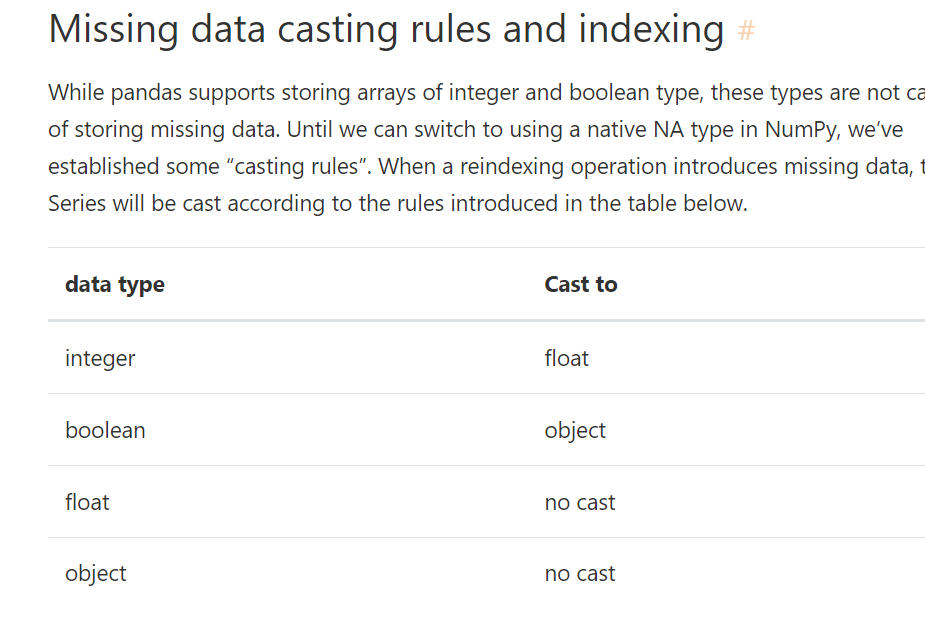 Missing data casting rules and indexing #
While pandas supports storing arrays of integer and boolean type, these types are not ca
of storing missing data. Until we can switch to using a native NA type in NumPy, we’ve
established some “casting rules”. When a reindexing operation introduces missing data, t
Series will be cast according to the rules introduced in the table below.
data type Cast to
integer float
boolean object
float no cast
object no cast